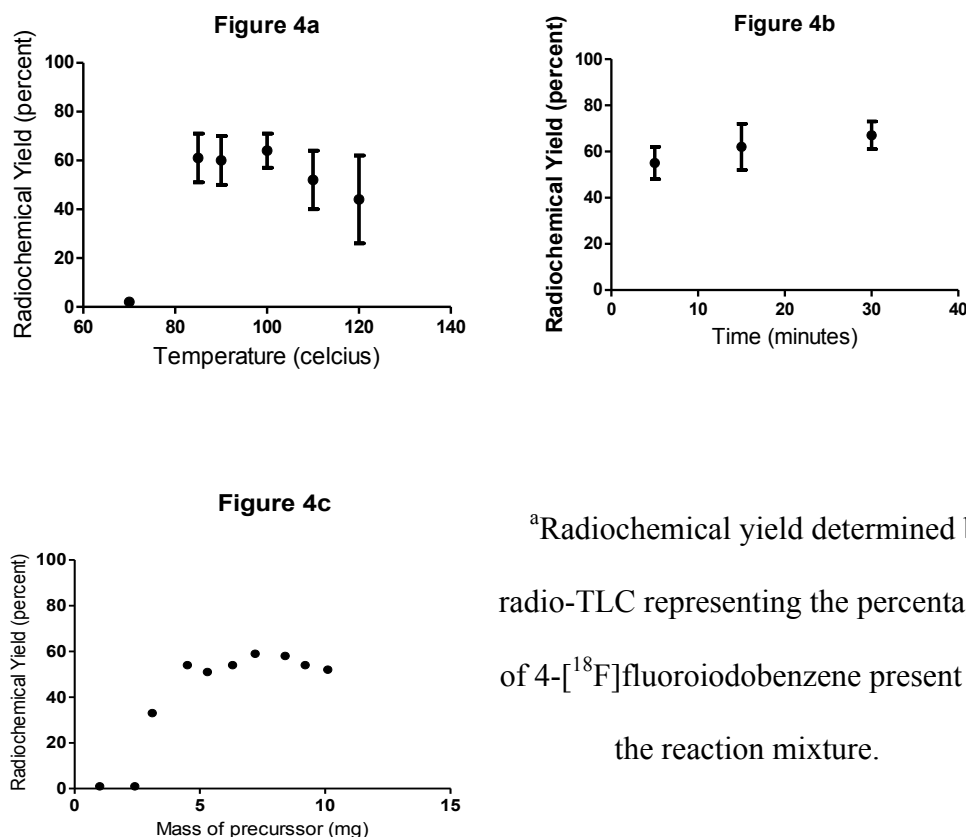 Figure 4a
Radiochemical Yield (percent)
100
80
60
40
20
0
60 80 100 120 140
Temperature (celcius)
Figure 4b
Radiochemical Yield (percent)
100
80
60
40
20
0
0 10 20 30 40
Time (minutes)
Figure 4c
Radiochemical Yield (percent)
100
80
60
40
20
0
0 5 10 15
Mass of precurssor (mg)
ᵃRadiochemical yield determined
radio-TLC representing the
of 4-[¹⁸F]fluoroiodobenzene present
the reaction mixture.